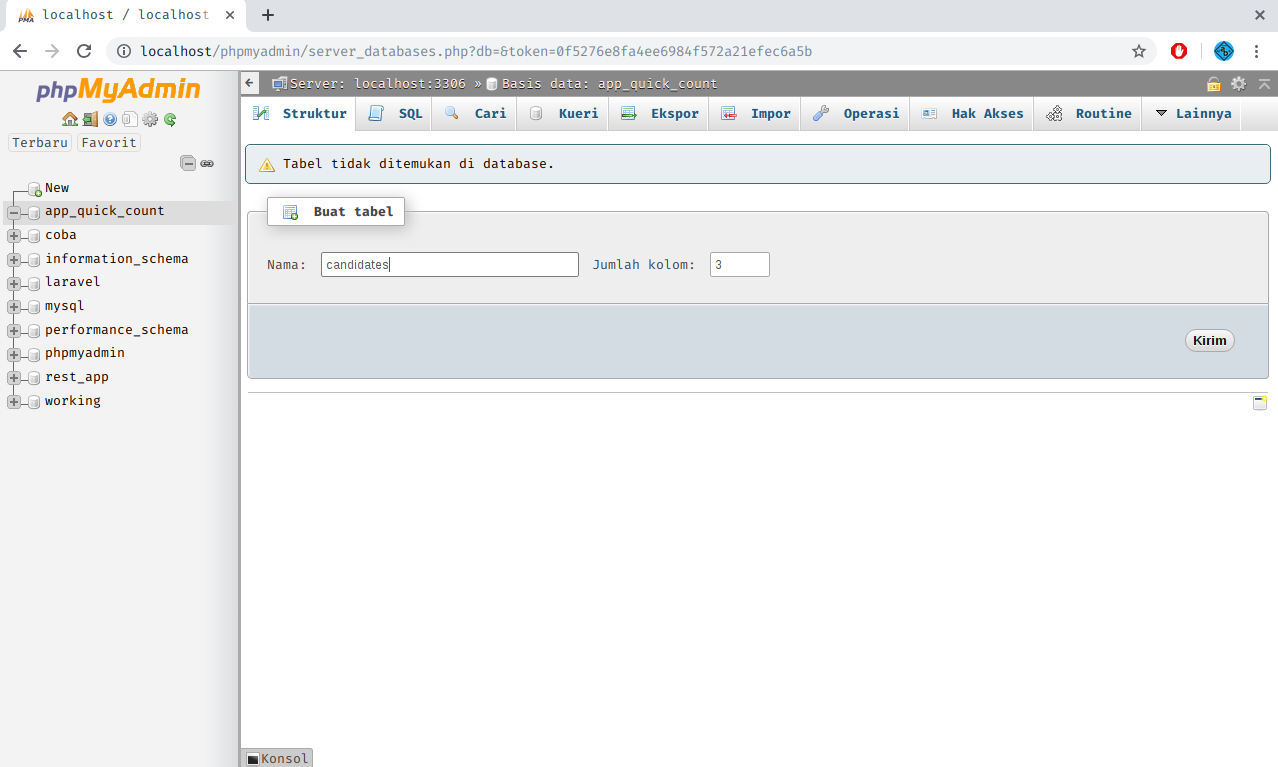 localhost / localhost
localhost/phpmyadmin/server_databases.php?db=&token=0f5276e8fa4ee6984f572a21efec6a5b
phpMyAdmin
Terbaru Favorit
New
app_quick_count
coba
information_schema
laravel
mysql
performance_schema
phpmyadmin
rest_app
working
Server: localhost:3306 » Basis data: app_quick_count
Struktur SQL Cari Kueri Ekspor Impor Operasi Hak Akses Routine Lainnya
Tabel tidak ditemukan di database.
Buat tabel
Nama: candidates Jumlah kolom: 3
Kirim
Konsol